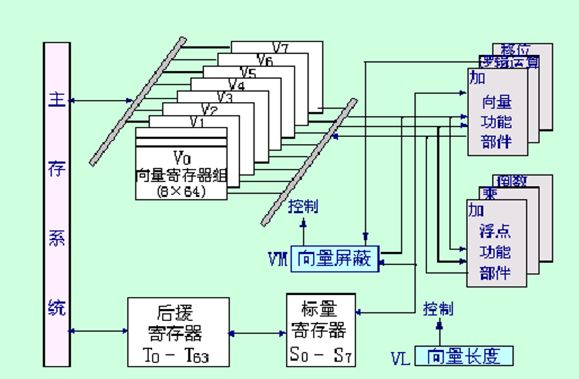 主
存
系
统
V7
V6
V5
V4
V3
V2
V1
V0
向量寄存器组
(8×64)
移位
逻辑运算
加
向量
功能
部件
倒数
乘
加
浮点
功能
部件
控制
VM 向量屏蔽
后援
寄存器
T0 - T63
标量
寄存器
S0 - S7
控制
VL 向量长度